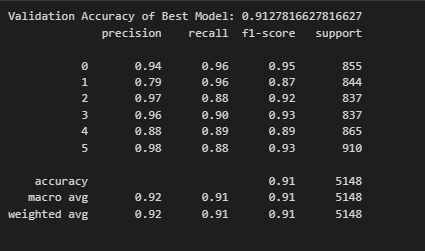 Validation Accuracy of Best Model: 0.9127816627816627
precision recall f1-score support
0 0.94 0.96 0.95 855
1 0.79 0.96 0.87 844
2 0.97 0.88 0.92 837
3 0.96 0.90 0.93 837
4 0.88 0.89 0.89 865
5 0.98 0.88 0.93 910
accuracy 0.91 5148
macro avg 0.92 0.91 0.91 5148
weighted avg 0.92 0.91 0.91 5148